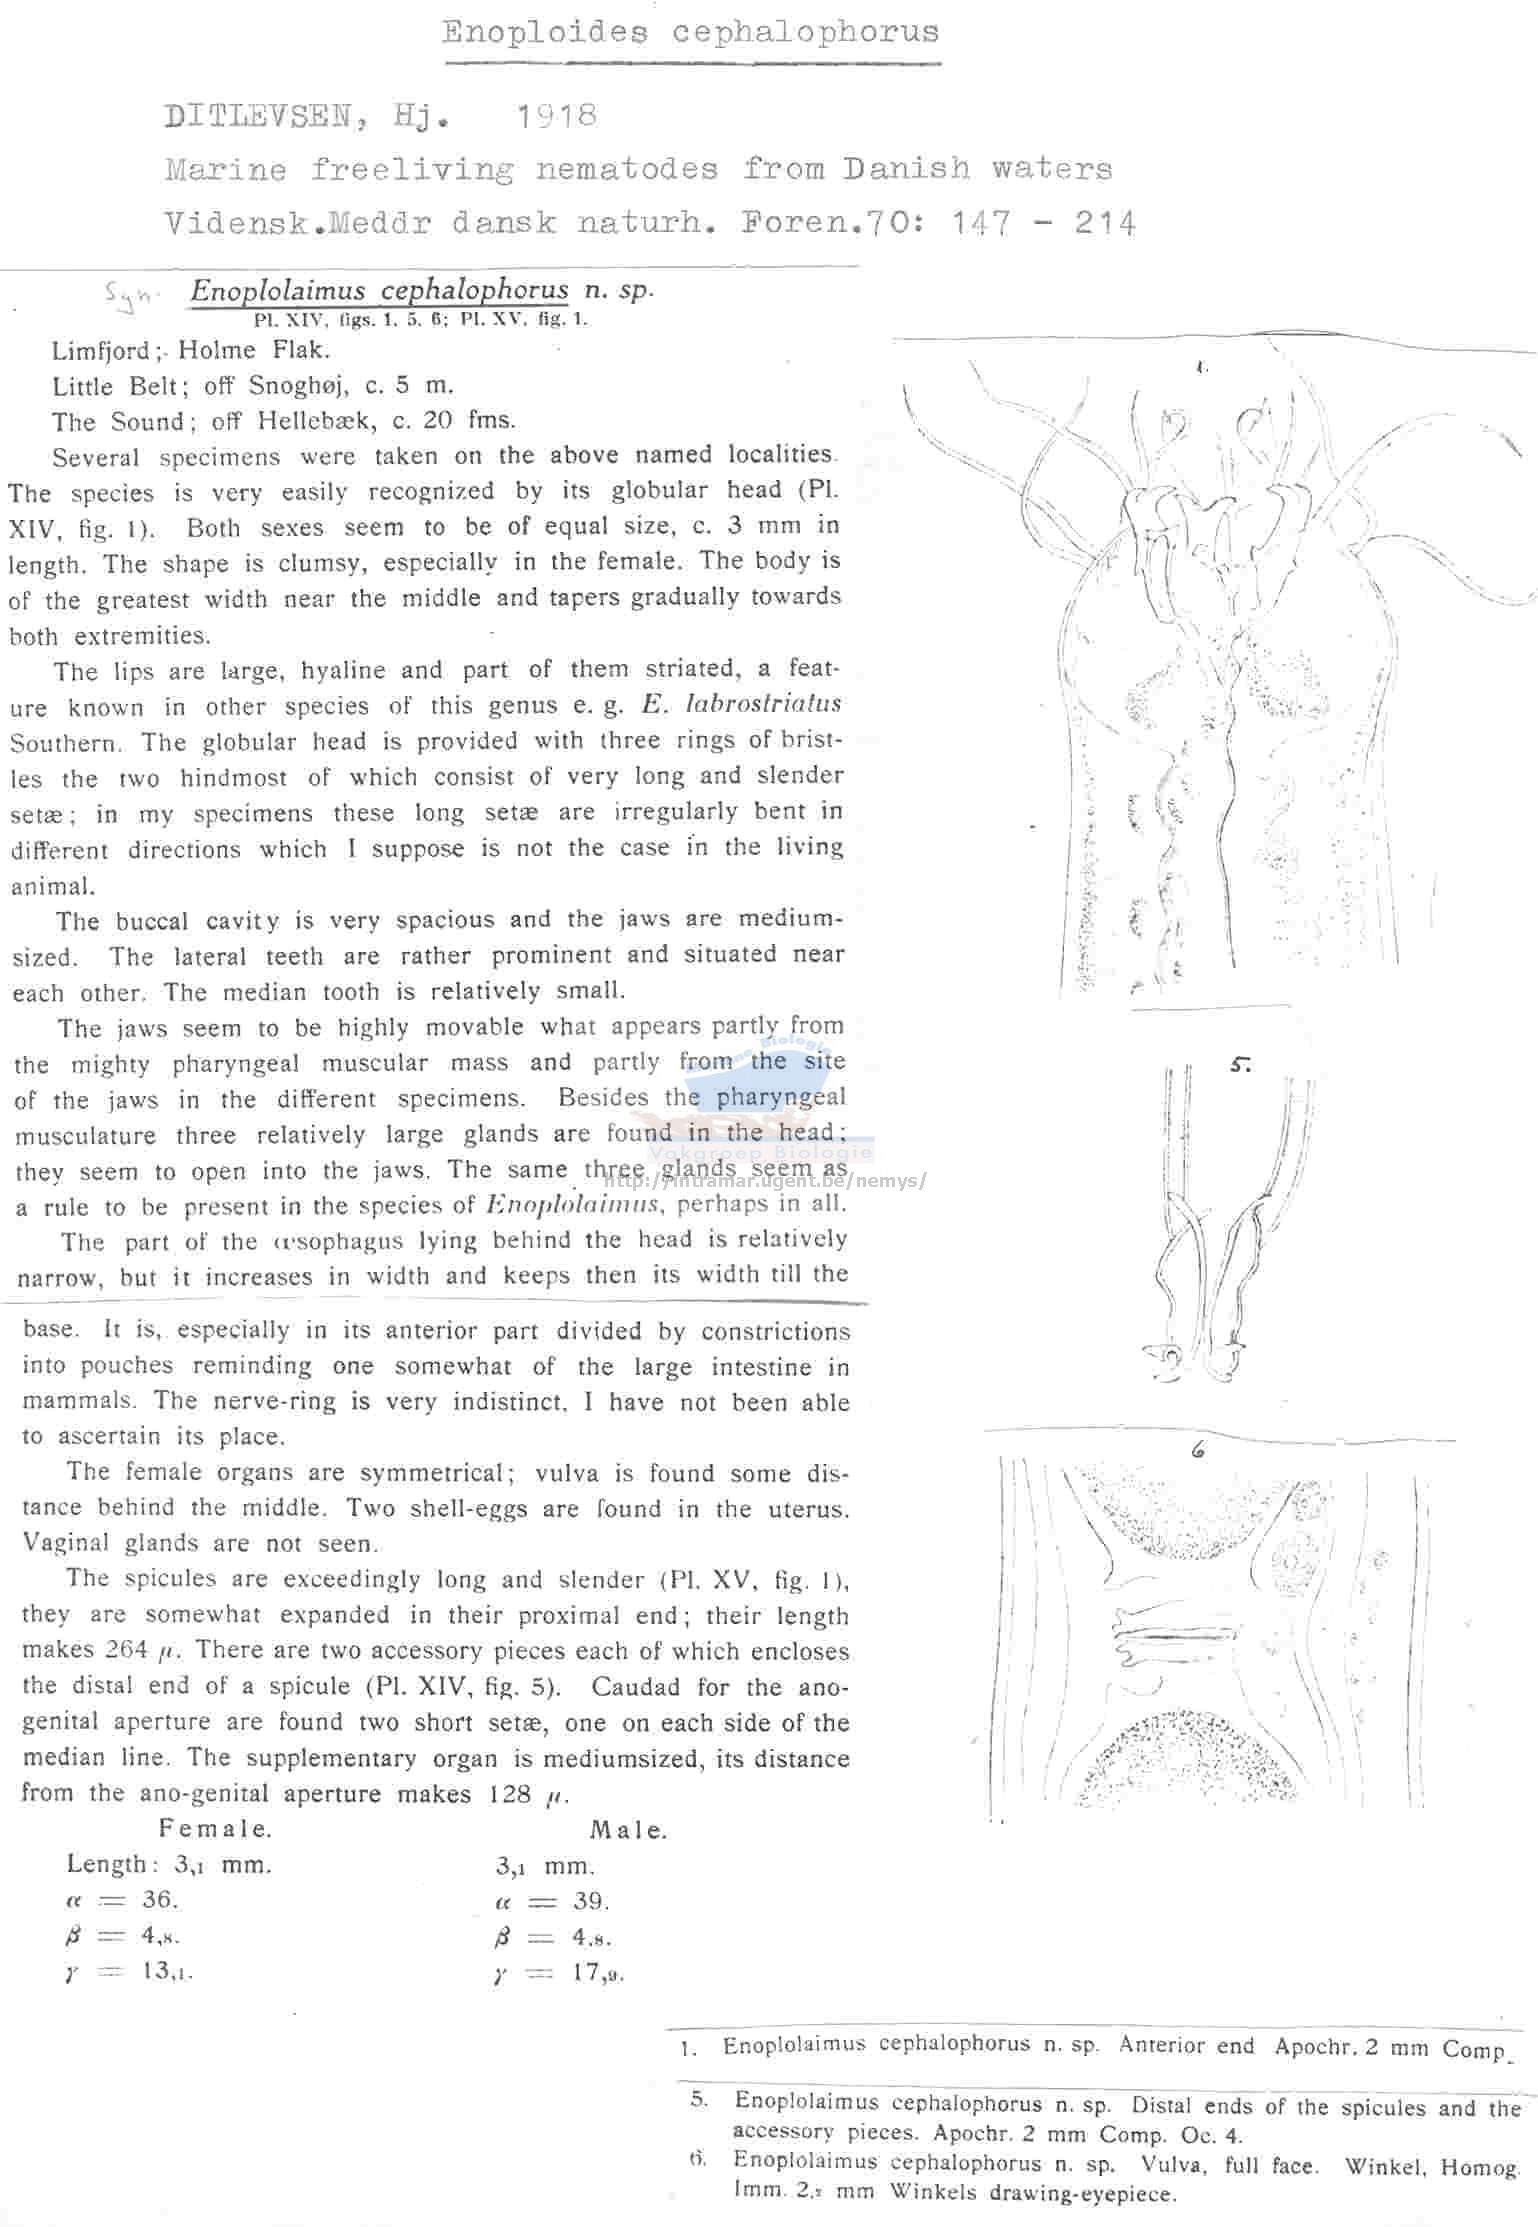 Enoploides cephalophorus
DITLEVSEN, Hj. 1918
Marine freeliving nematodes from Danish waters
Vidensk.Meddr dansk naturh. Foren.70: 147 - 214
Syn. Enoplolaimus cephalophorus n. sp.
Pl. XIV, figs. 1, 5, 6; Pl. XV, fig. 1.
Limfjord; Holme Flak.
Little Belt; off Snoghøj, c. 5 m.
The Sound; off Hellebæk, c. 20 fms.
Several specimens were taken on the above named localities.
The species is very easily recognized by its globular head (Pl.
XIV, fig. 1). Both sexes seem to be of equal size, c. 3 mm in
length. The shape is clumsy, especially in the female. The body is
of the greatest width near the middle and tapers gradually towards
both extremities.
The lips are large, hyaline and part of them striated, a feat-
ure known in other species of this genus e. g. E. labrostriatus
Southern. The globular head is provided with three rings of brist-
les the two hindmost of which consist of very long and slender
setæ; in my specimens these long setæ are irregularly bent in
different directions which I suppose is not the case in the living
animal.
The buccal cavity is very spacious and the jaws are medium-
sized. The lateral teeth are rather prominent and situated near
each other. The median tooth is relatively small.
The jaws seem to be highly movable what appears partly from
the mighty pharyngeal muscular mass and partly from the site
of the jaws in the different specimens. Besides the pharyngeal
musculature three relatively large glands are found in the head;
they seem to open into the jaws. The same three glands seem as
a rule to be present in the species of Enoplolaimus, perhaps in all.
The part of the œsophagus lying behind the head is relatively
narrow, but it increases in width and keeps then its width till the
base. It is, especially in its anterior part divided by constrictions
into pouches reminding one somewhat of the large intestine in
mammals. The nerve-ring is very indistinct, I have not been able
to ascertain its place.
The female organs are symmetrical; vulva is found some dis-
tance behind the middle. Two shell-eggs are found in the uterus.
Vaginal glands are not seen.
The spicules are exceedingly long and slender (Pl. XV, fig. 1),
they are somewhat expanded in their proximal end; their length
makes 264 μ. There are two accessory pieces each of which encloses
the distal end of a spicule (Pl. XIV, fig. 5). Caudad for the ano-
genital aperture are found two short setæ, one on each side of the
median line. The supplementary organ is mediumsized, its distance
from the ano-genital aperture makes 128 μ.
Female. Male.
Length: 3,1 mm. 3,1 mm.
α = 36. α = 39.
β = 4,8. β = 4,8.
γ = 13,1. γ = 17,9.
1.
5.
6
Biologie
Vakgroep Biologie
http://intramar.ugent.be/nemys/
1. Enoplolaimus cephalophorus n. sp. Anterior end Apochr. 2 mm Comp.
5. Enoplolaimus cephalophorus n. sp. Distal ends of the spicules and the
accessory pieces. Apochr. 2 mm Comp. Oc. 4.
6. Enoplolaimus cephalophorus n. sp. Vulva, full face. Winkel, Homog.
Imm. 2,2 mm Winkels drawing-eyepiece.